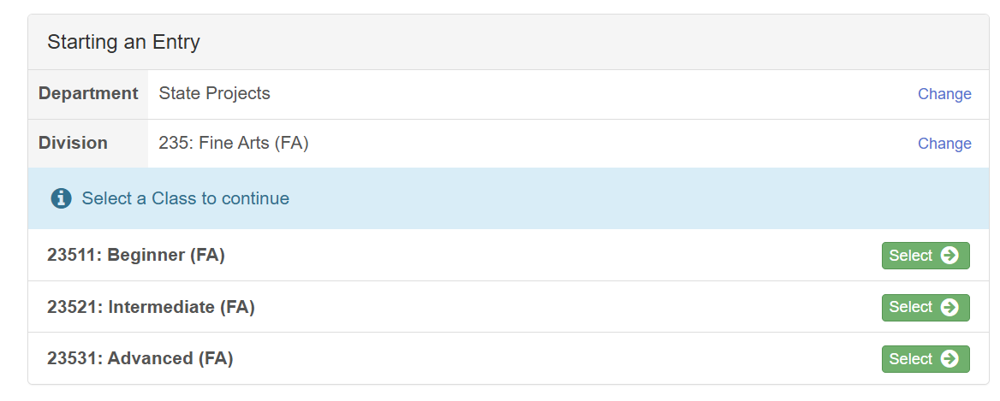 Starting an Entry
Department State Projects Change
Division 235: Fine Arts (FA) Change
Select a Class to continue
23511: Beginner (FA) Select
23521: Intermediate (FA) Select
23531: Advanced (FA) Select